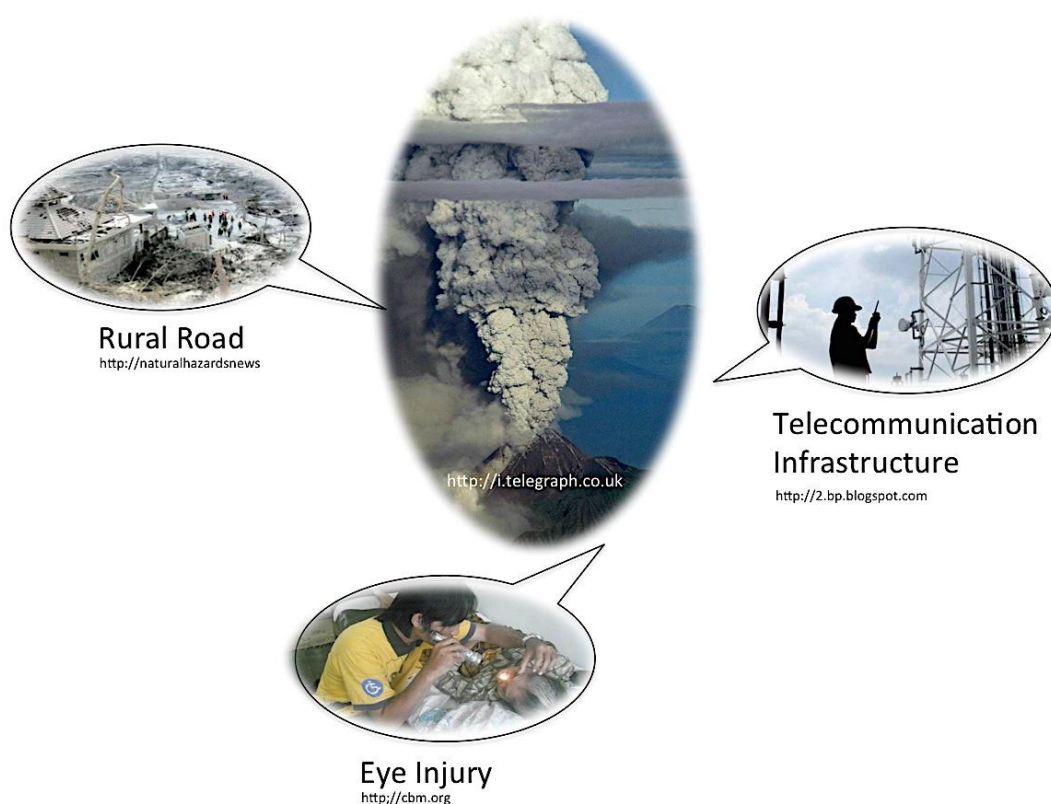 http://i.telegraph.co.uk
Rural Road
http://naturalhazardsnews
Telecommunication
Infrastructure
http://2.bp.blogspot.com
Eye Injury
http;//cbm.org